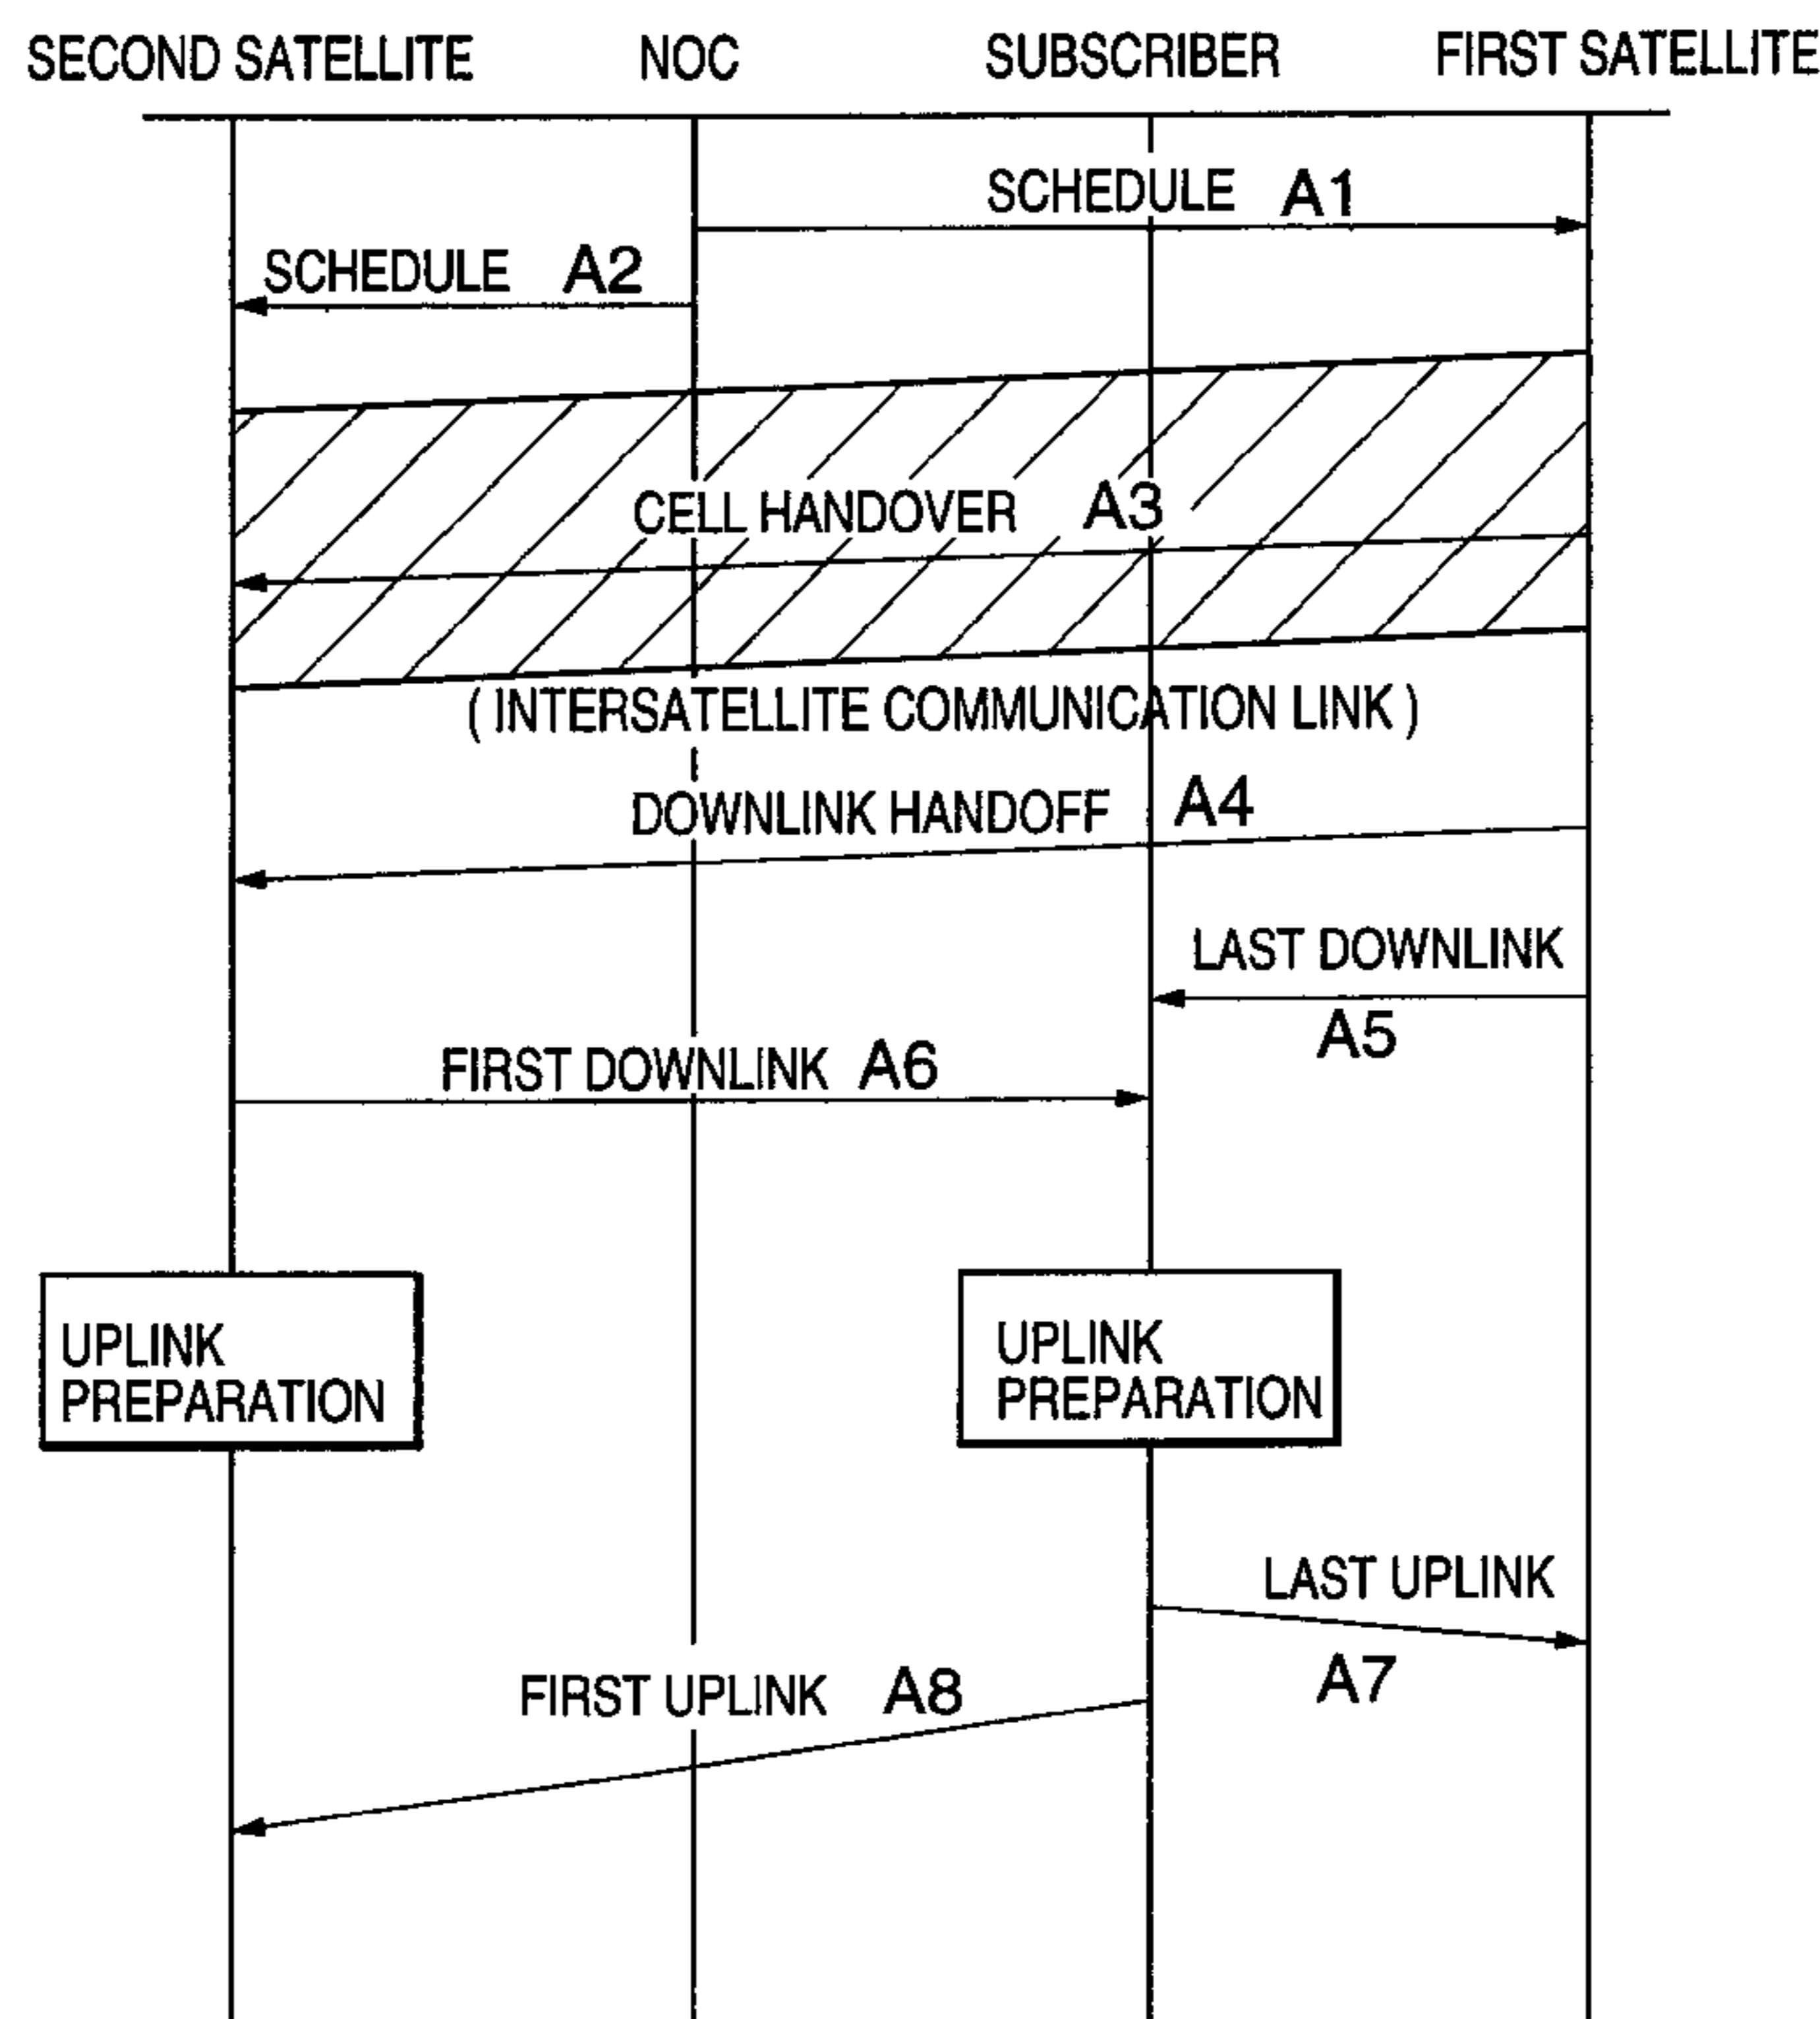 SECOND SATELLITE NOC SUBSCRIBER FIRST SATELLITE
SCHEDULE A1
SCHEDULE A2
CELL HANDOVER A3
( INTERSATELLITE COMMUNICATION LINK )
DOWNLINK HANDOFF A4
LAST DOWNLINK
A5
FIRST DOWNLINK A6
UPLINK
PREPARATION
UPLINK
PREPARATION
LAST UPLINK
A7
FIRST UPLINK A8